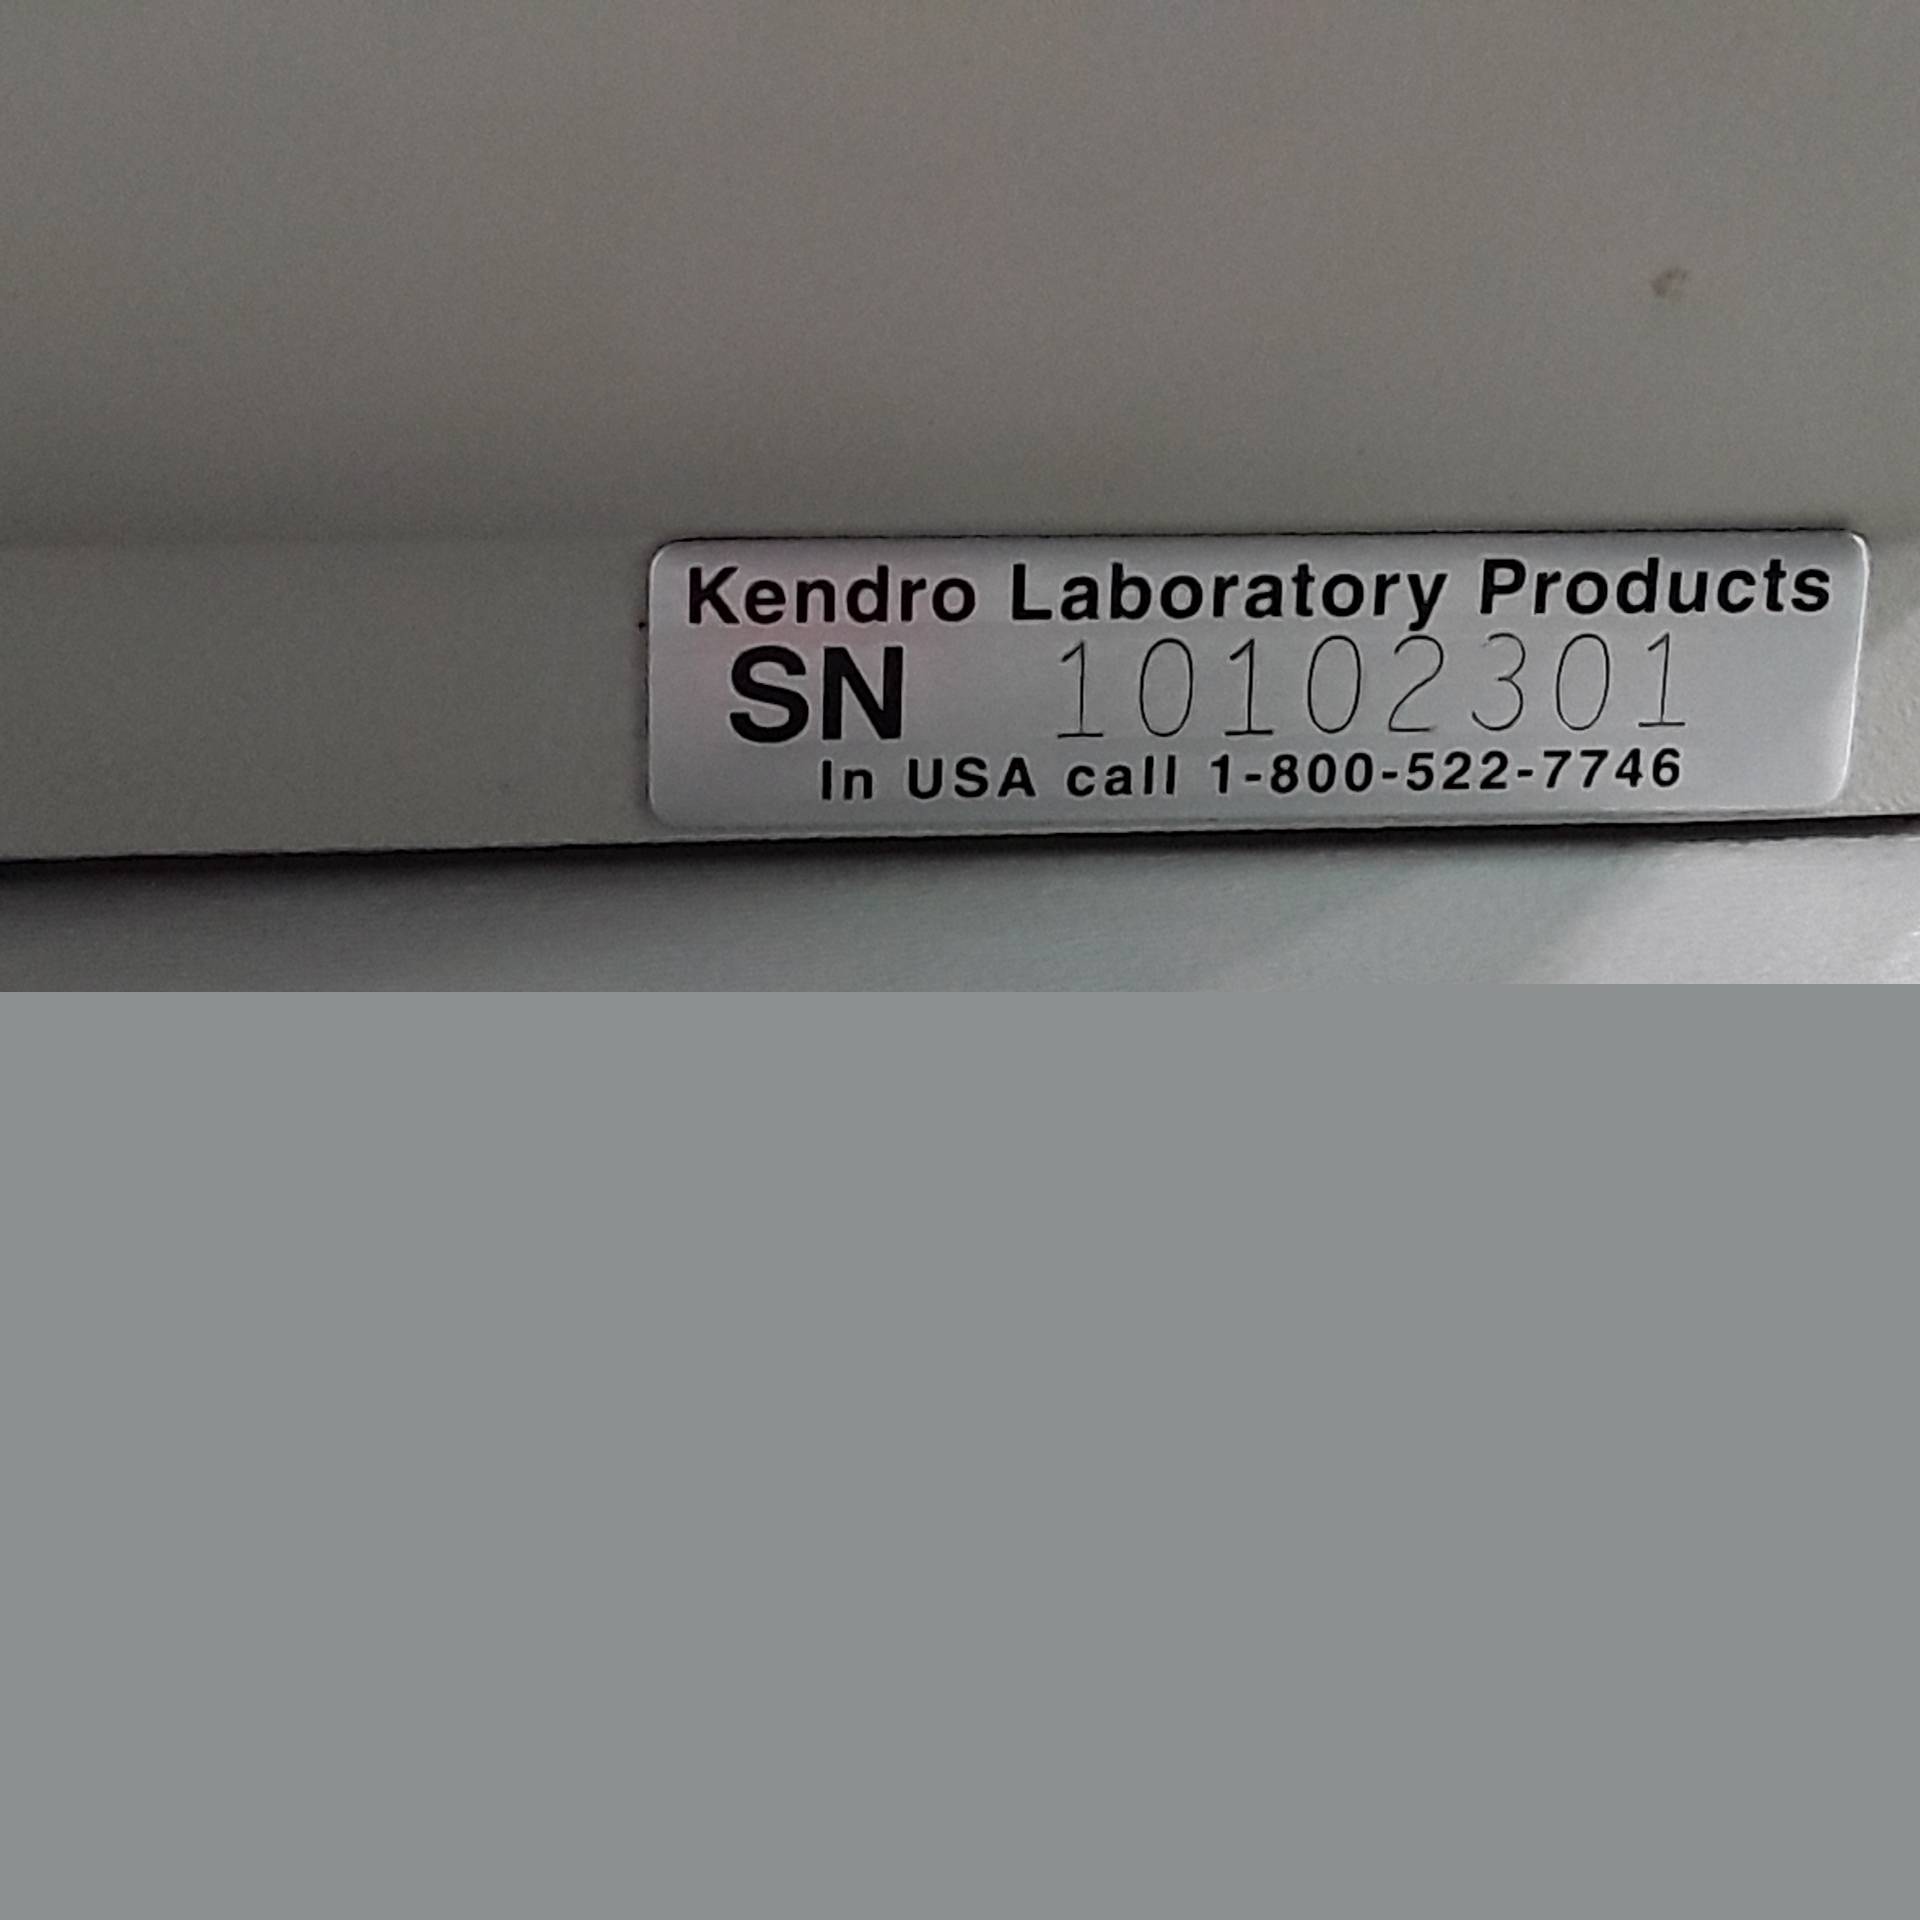 Kendro Laboratory Products
SN 10102301
In USA call 1-800-522-7746